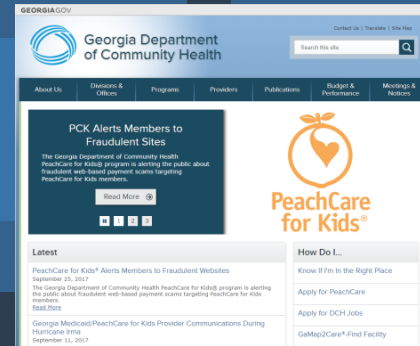 GEORGIAGOV
Contact Us | Translate | Site Map
Georgia Department
of Community Health
Search this site
About Us
Divisions &
Offices
Programs
Providers
Publications
Budget &
Performance
Meetings &
Notices
PCK Alerts Members to
Fraudulent Sites
The Georgia Department of Community Health
PeachCare for Kids® program is alerting the public about
fraudulent web-based payment scams targeting
PeachCare for Kids members.
Read More
1 2 3
PeachCare
for Kids®
Latest
PeachCare for Kids® Alerts Members to Fraudulent Websites
September 25, 2017
The Georgia Department of Community Health PeachCare for Kids® program is alerting
the public about fraudulent web-based payment scams targeting PeachCare for Kids
members.
Read More
Georgia Medicaid/PeachCare for Kids Provider Communications During
Hurricane Irma
September 11, 2017
How Do I...
Know If I'm In the Right Place
Apply for PeachCare
Apply for DCH Jobs
GaMap2Care®-Find Facility